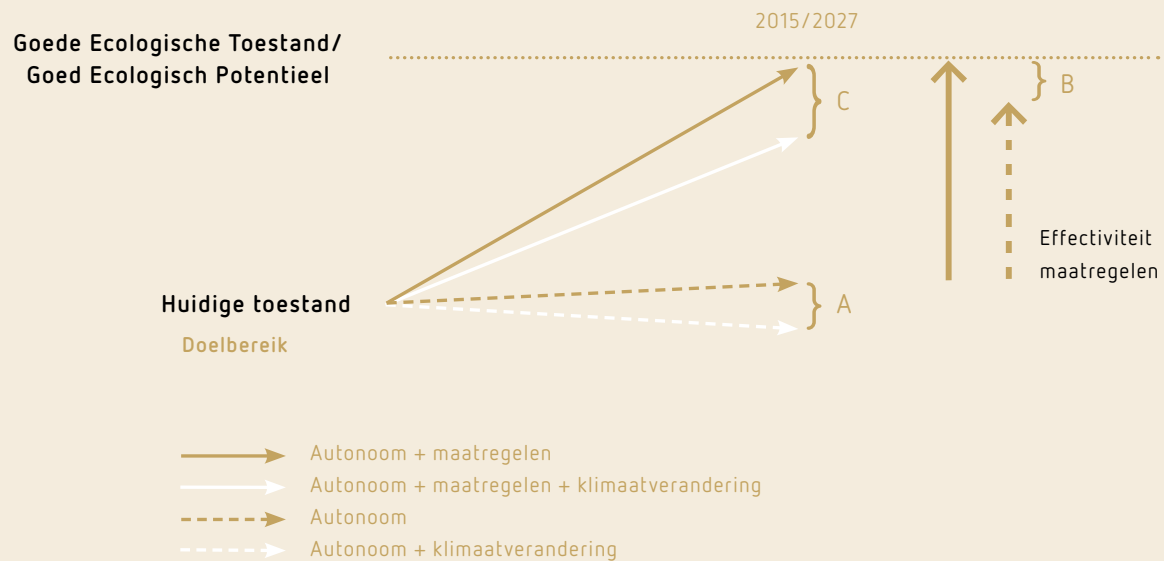 2015/2027
Goede Ecologische Toestand/
Goed Ecologisch Potentieel
B
C
Effectiviteit
maatregelen
Huidige toestand
A
Doelbereik
Autonoom + maatregelen
Autonoom + maatregelen + klimaatverandering
Autonoom
Autonoom + klimaatverandering